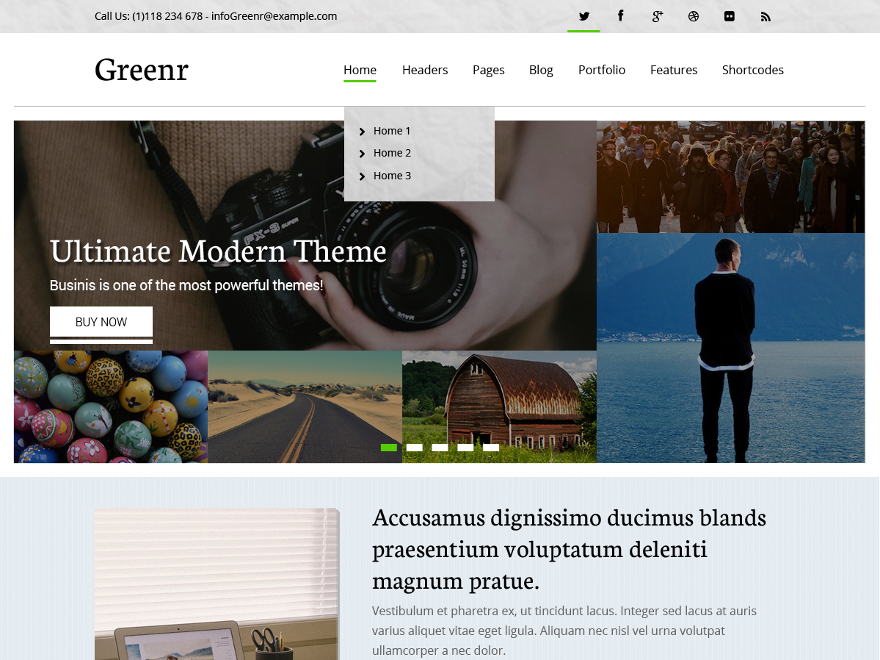 Call Us: (1)118 234 678 - infoGreenr@example.com
Greenr
Home Headers Pages Blog Portfolio Features Shortcodes
Home 1
Home 2
Home 3
FX-3 SUPER
Ultimate Modern Theme
Businis is one of the most powerful themes!
BUY NOW
Accusamus dignissimo ducimus blands
praesentium voluptatum deleniti
magnum pratue.
Vestibulum et pharetra ex, ut tincidunt lacus. Integer sed lacus at auris
varius aliquet vitae eget ligula. Aliquam nec nisl vel urna volutpat
ullamcorper a nec dolor.